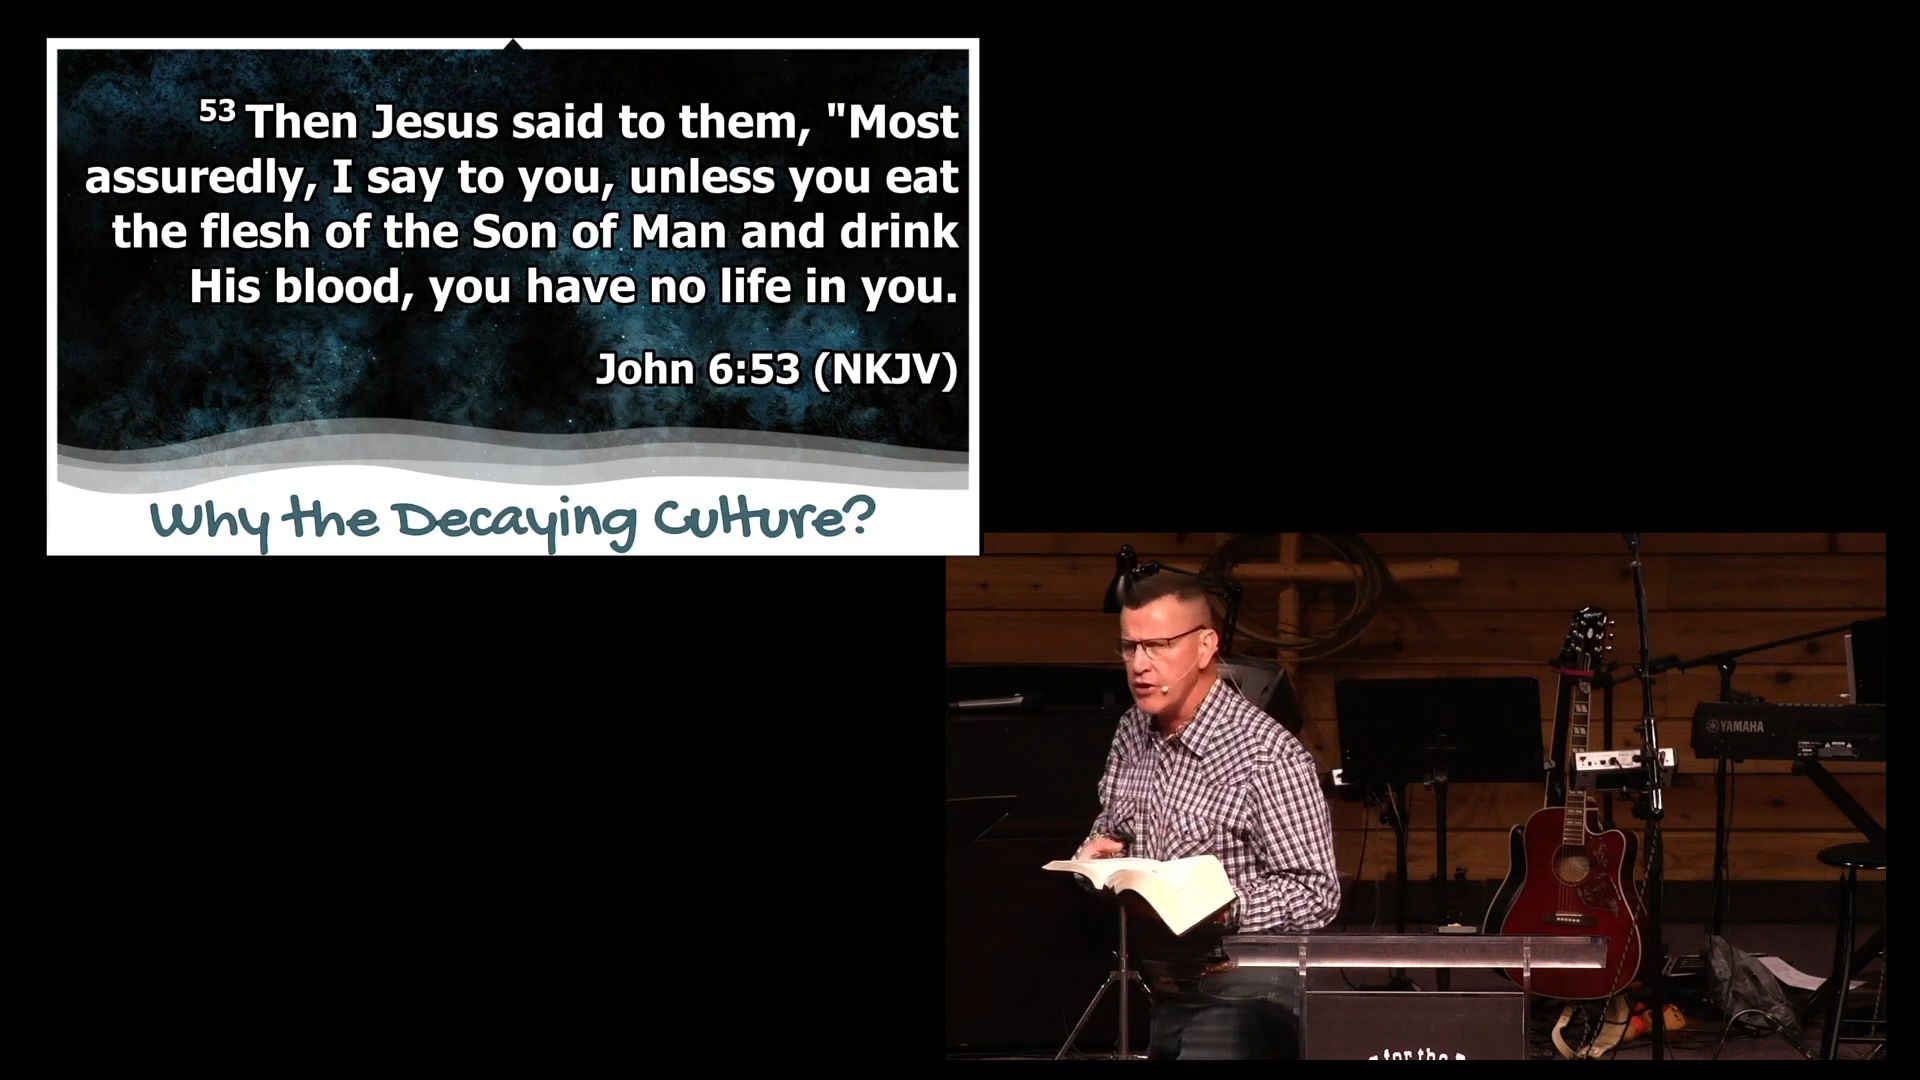 53 Then Jesus said to them, "Most
assuredly, I say to you, unless you eat
the flesh of the Son of Man and drink
His blood, you have no life in you.
John 6:53 (NKJV)
Why the Decaying Culture?
YAMAHA
for the